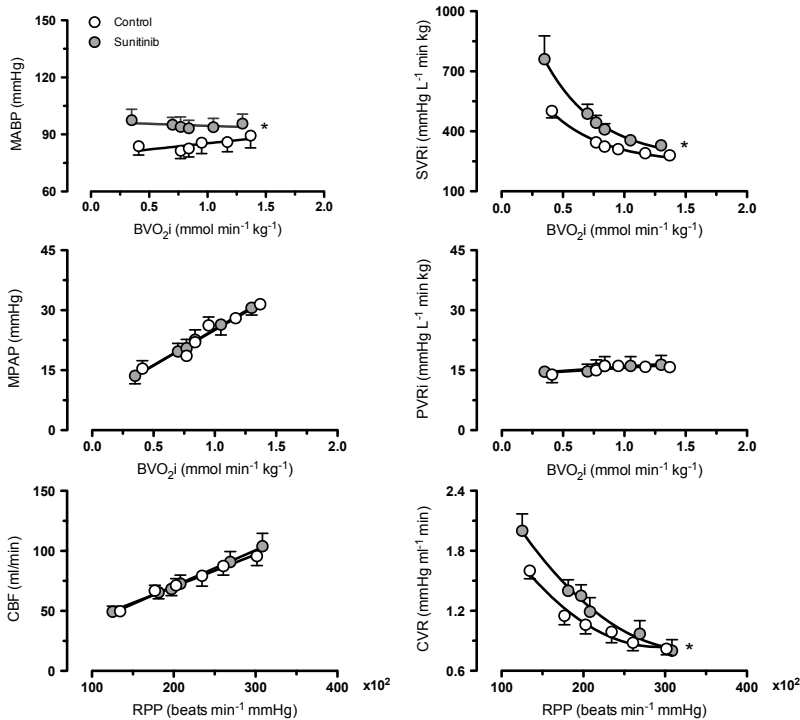 Control
Sunitinib
150
120
90
60
MABP (mmHg)
*
0.0 0.5 1.0 1.5 2.0
BVO2i (mmol min-1 kg-1)
1000
700
400
100
SVRi (mmHg L-1 min kg)
*
0.0 0.5 1.0 1.5 2.0
BVO2i (mmol min-1 kg-1)
45
30
15
0
MPAP (mmHg)
0.0 0.5 1.0 1.5 2.0
BVO2i (mmol min-1 kg-1)
45
30
15
0
PVRi (mmHg L-1 min kg)
0.0 0.5 1.0 1.5 2.0
BVO2i (mmol min-1 kg-1)
150
100
50
0
CBF (ml/min)
100 200 300 400 x102
RPP (beats min-1 mmHg)
2.4
1.8
1.2
0.6
CVR (mmHg ml-1 min)
*
100 200 300 400 x102
RPP (beats min-1 mmHg)